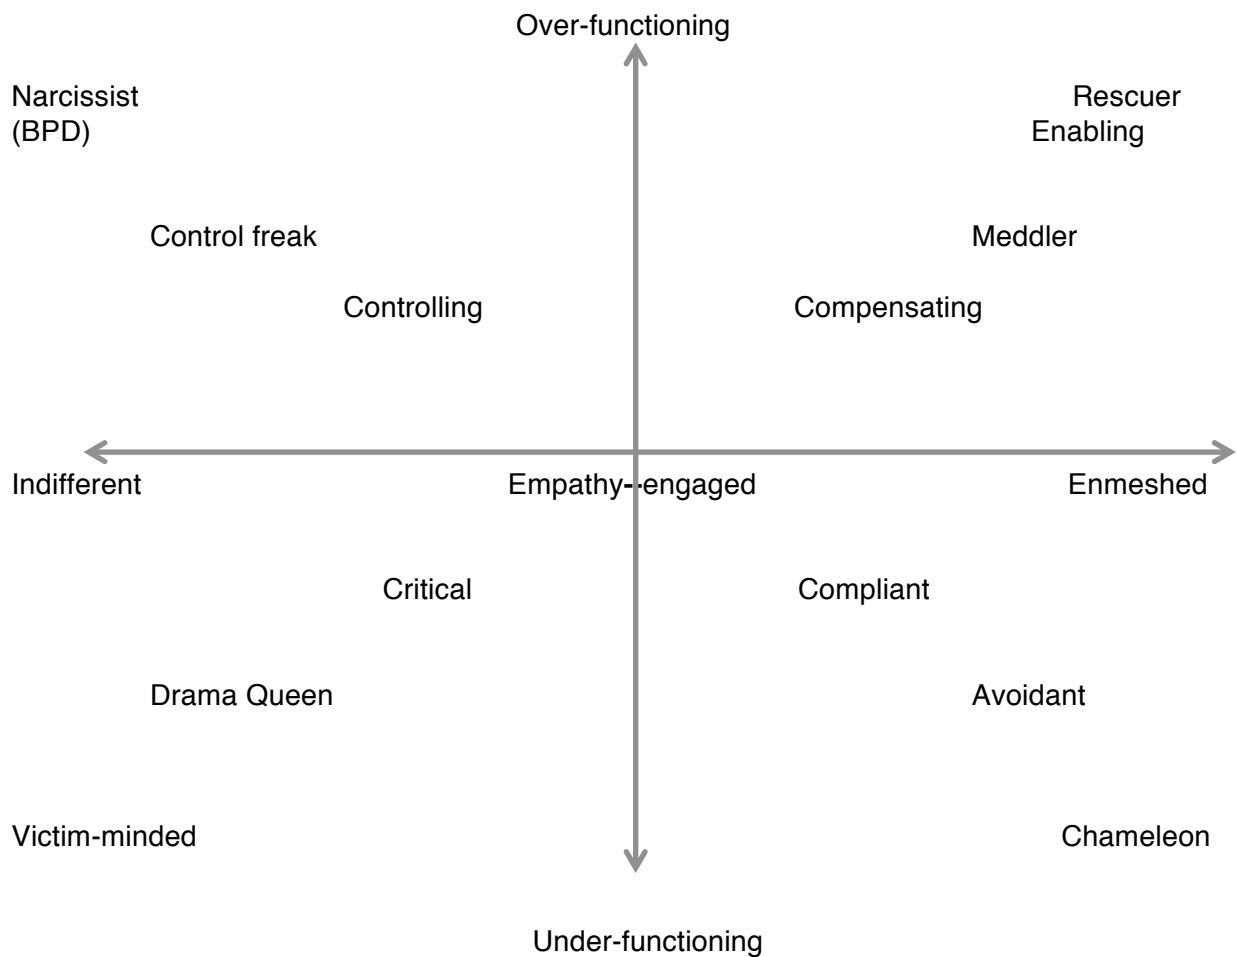 Over-functioning
Narcissist
(BPD)
Rescuer
Enabling
Control freak
Meddler
Controlling
Compensating
Indifferent
Empathy--engaged
Enmeshed
Critical
Compliant
Drama Queen
Avoidant
Victim-minded
Chameleon
Under-functioning